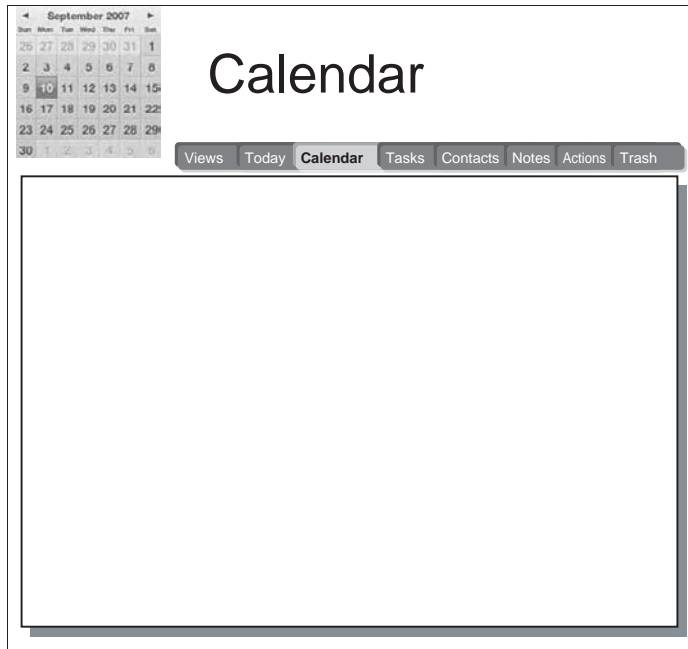 ◄ September 2007 ►
Sun Mon Tue Wed Thu Fri Sat
26 27 28 29 30 31 1
2 3 4 5 6 7 8
9 10 11 12 13 14 15
16 17 18 19 20 21 22
23 24 25 26 27 28 29
30 1 2 3 4 5 6
Calendar
Views Today Calendar Tasks Contacts Notes Actions Trash